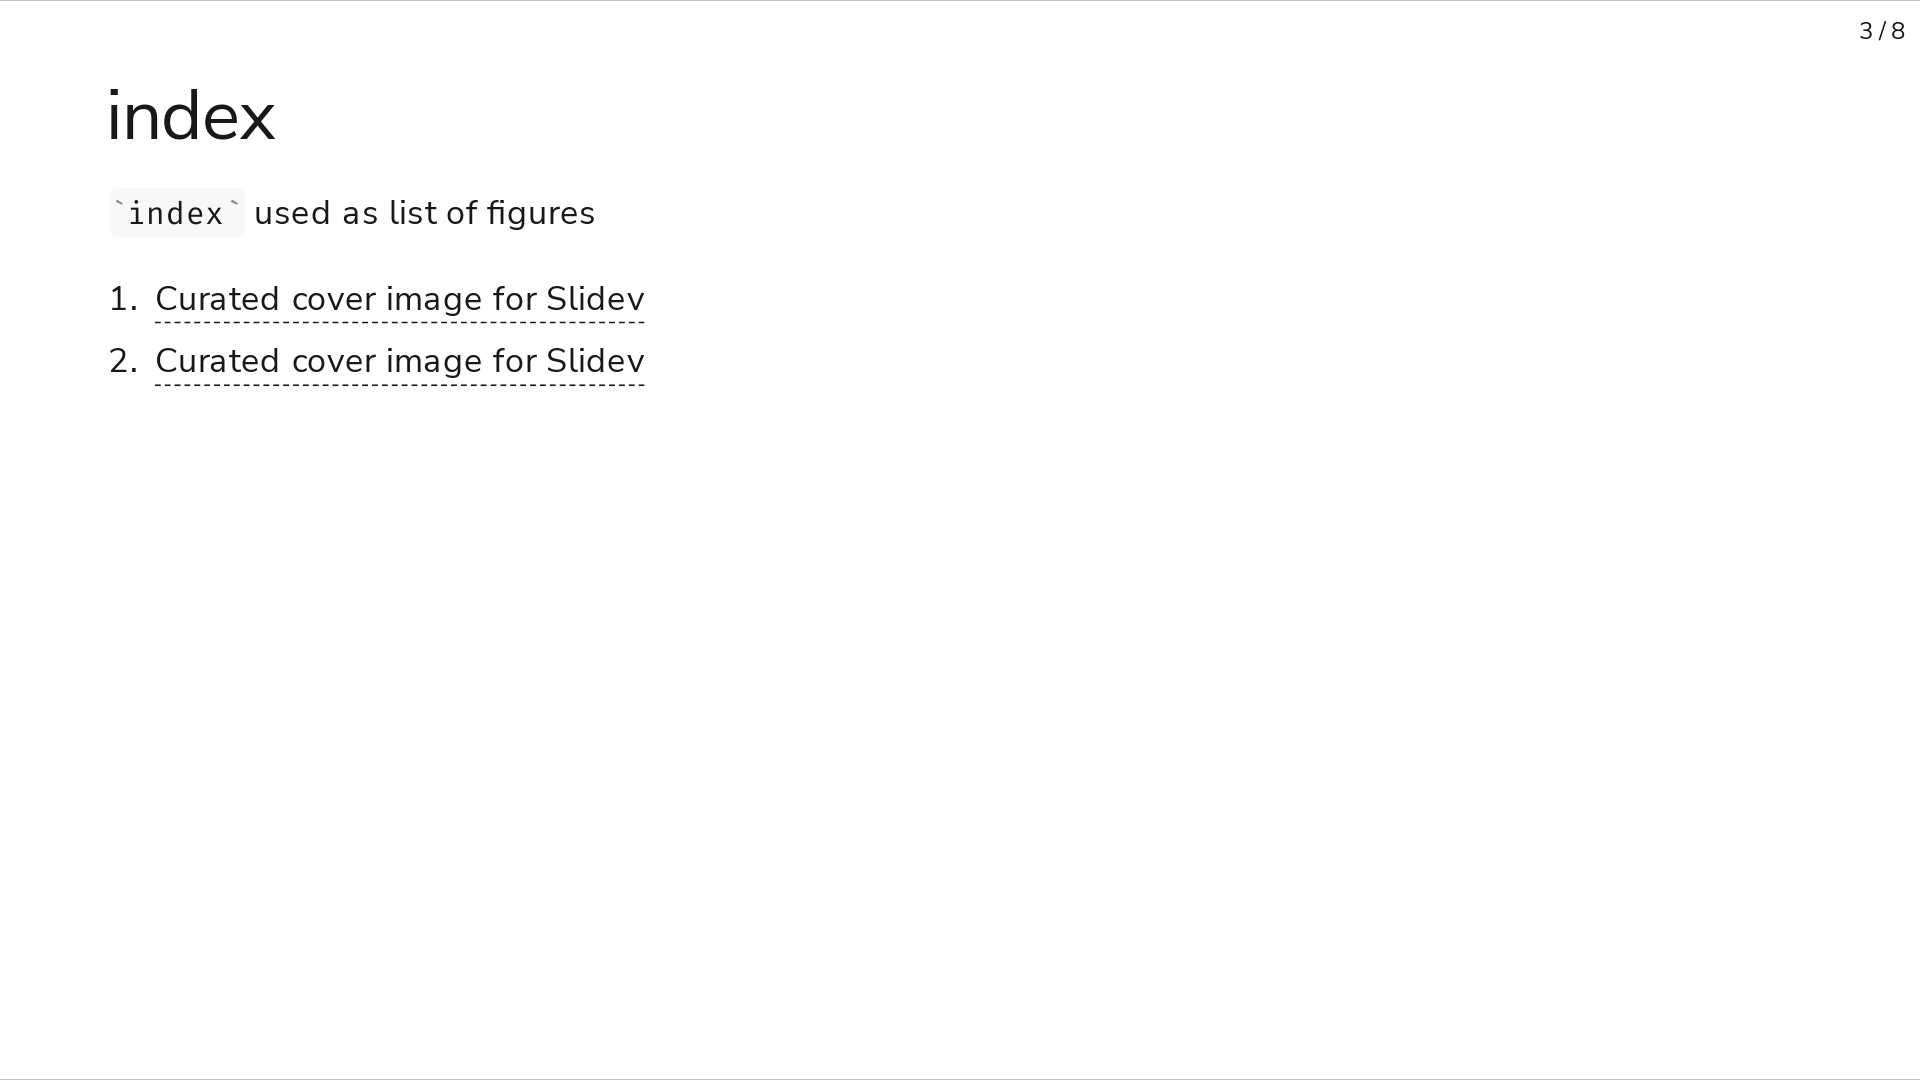 3 / 8
index
`index` used as list of figures
1. Curated cover image for Slidev
2. Curated cover image for Slidev